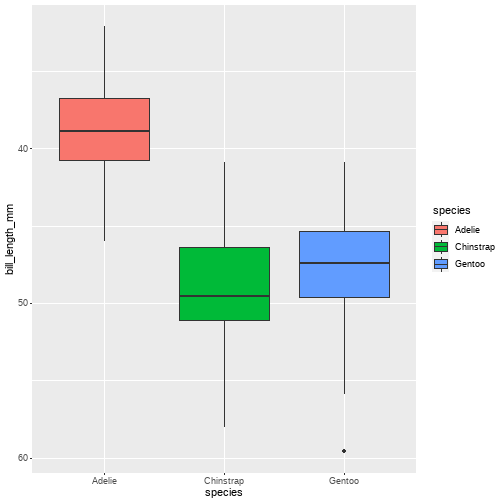 bill_length_mm
40
50
60
Adelie
Chinstrap
Gentoo
species
species
Adelie
Chinstrap
Gentoo